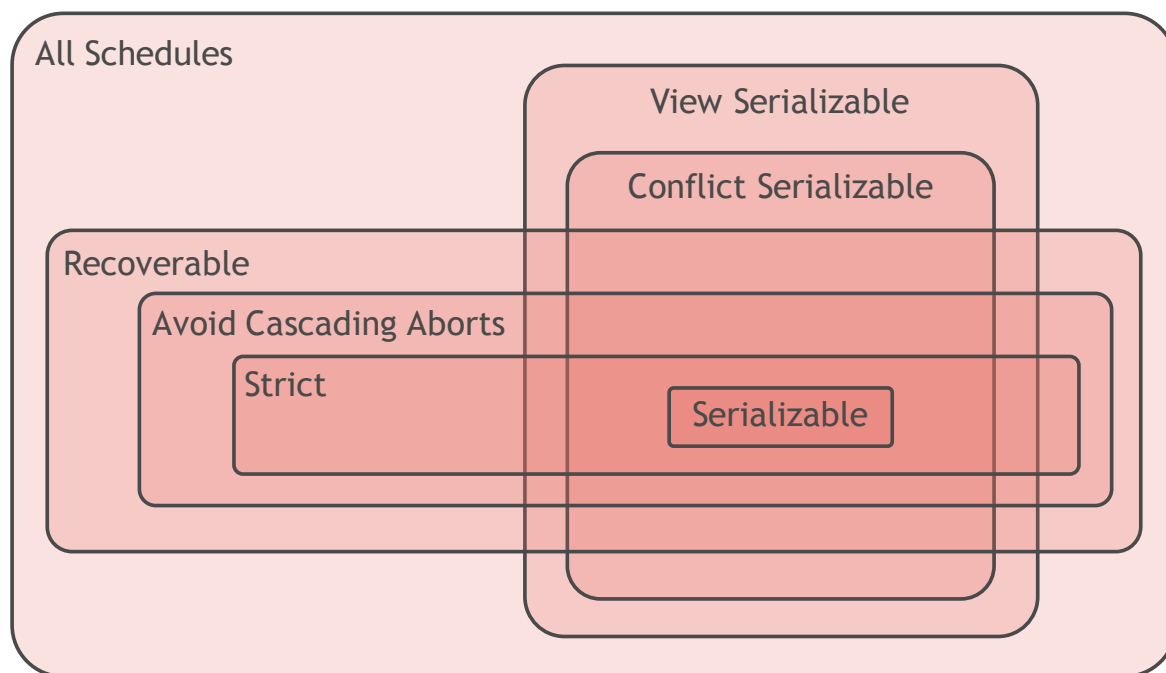 All Schedules
View Serializable
Conflict Serializable
Recoverable
Avoid Cascading Aborts
Strict
Serializable